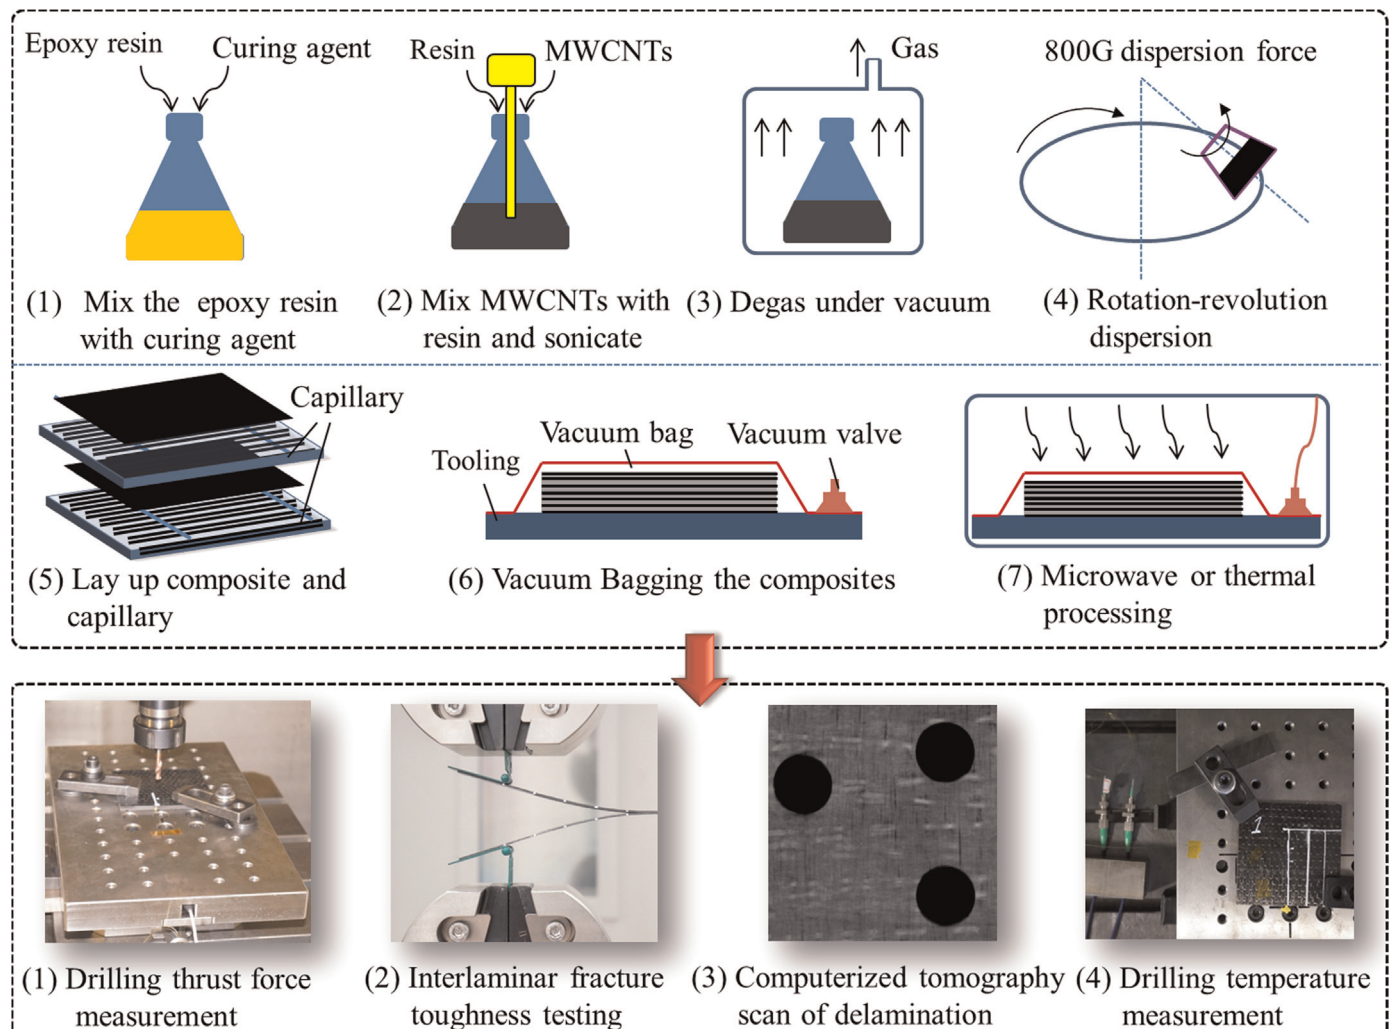 Epoxy resin
Curing agent
Resin
MWCNTs
Gas
800G dispersion force
(1) Mix the epoxy resin
with curing agent
(2) Mix MWCNTs with
resin and sonicate
(3) Degas under vacuum
(4) Rotation-revolution
dispersion
Capillary
Tooling
Vacuum bag
Vacuum valve
(5) Lay up composite and
capillary
(6) Vacuum Bagging the composites
(7) Microwave or thermal
processing
1
(1) Drilling thrust force
measurement
(2) Interlaminar fracture
toughness testing
(3) Computerized tomography
scan of delamination
(4) Drilling temperature
measurement